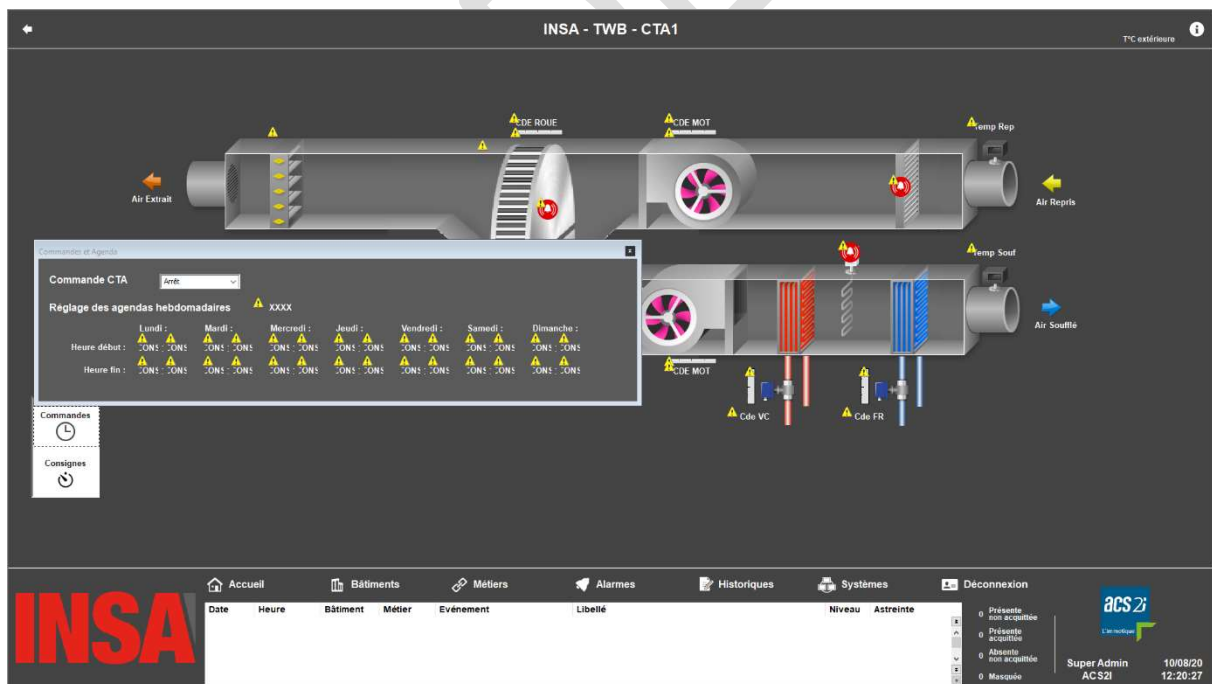 INSA - TWB - CTA1
T°C extérieure
CDE ROUE
CDE MOT
Temp Rep
Air Extrait
Air Repris
Commandes et Agenda
Temp Souf
Commande CTA Arrêt
Réglage des agendas hebdomadaires XXXX
Air Soufflé
Lundi : Mardi : Mercredi : Jeudi : Vendredi : Samedi : Dimanche :
Heure début :
Heure fin :
CDE MOT
Cde VC
Cde FR
Commandes
Consignes
Accueil Bâtiments Métiers Alarmes Historiques Systèmes Déconnexion
Date Heure Bâtiment Métier Evénement Libellé Niveau Astreinte
0 Présente non acquittée
0 Présente acquittée
0 Absente non acquittée
0 Masquée
INSA
acs 2i
L'immotique
Super Admin 10/08/20
ACS2I 12:20:27